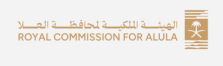 الهيئة الملكية لمحافظة العلا
ROYAL COMMISSION FOR ALULA